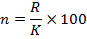 n = R/K × 100